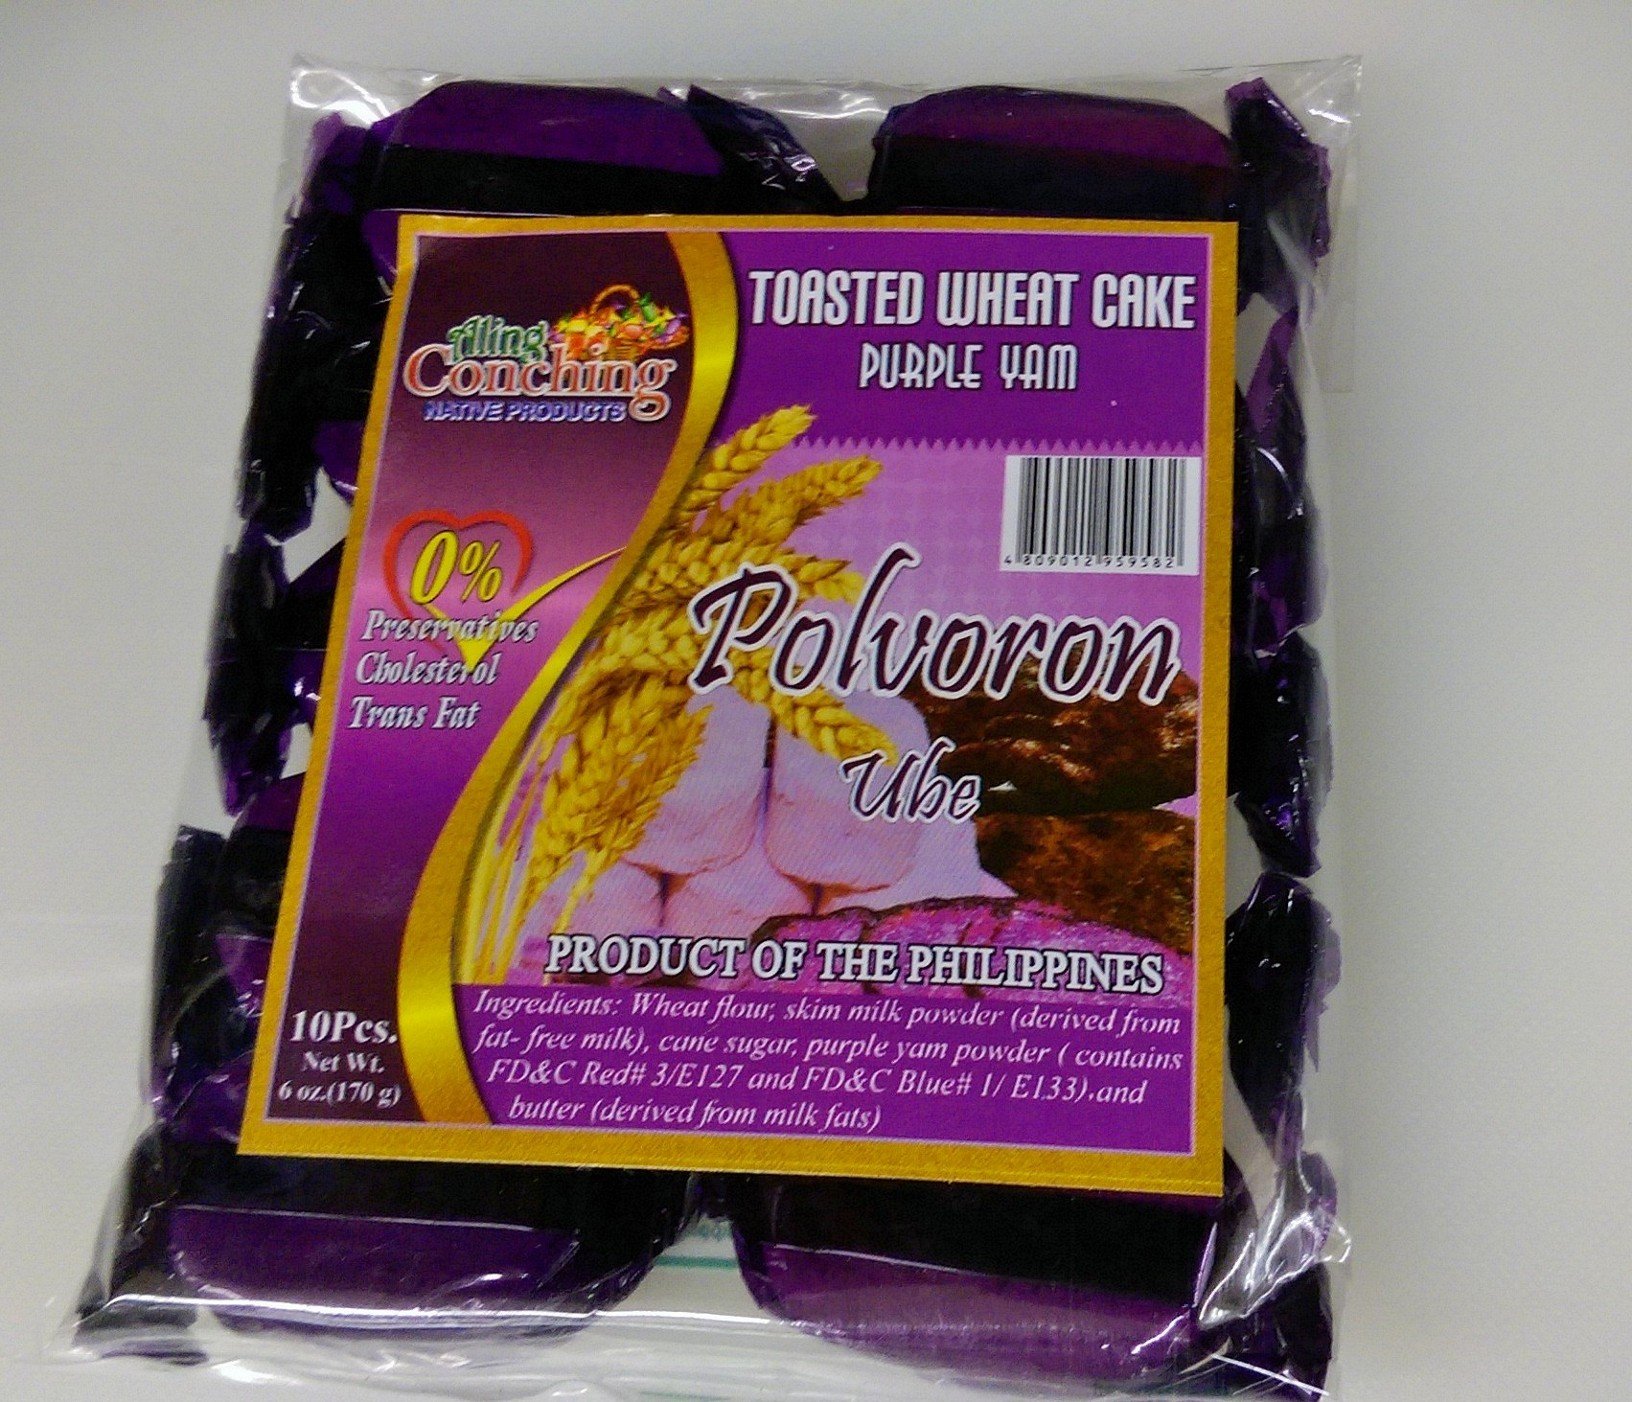 Aling
Conching
NATIVE PRODUCTS
TOASTED WHEAT CAKE
PURPLE YAM
4 809012 959582
0%
Preservatives
Cholesterol
Trans Fat
Polvoron
Ube
PRODUCT OF THE PHILIPPINES
Ingredients: Wheat flour, skim milk powder (derived from
fat- free milk), cane sugar, purple yam powder ( contains
FD&C Red# 3/E127 and FD&C Blue# 1/ E133).and
butter (derived from milk fats)
10Pcs.
Net Wt.
6 oz.(170 g)